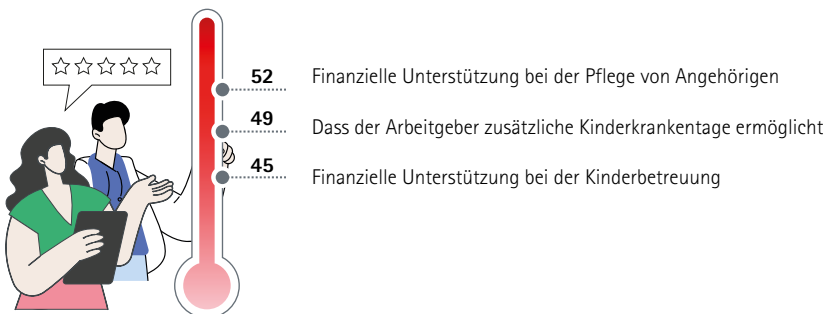 52 Finanzielle Unterstützung bei der Pflege von Angehörigen
49 Dass der Arbeitgeber zusätzliche Kinderkrankentage ermöglicht
45 Finanzielle Unterstützung bei der Kinderbetreuung